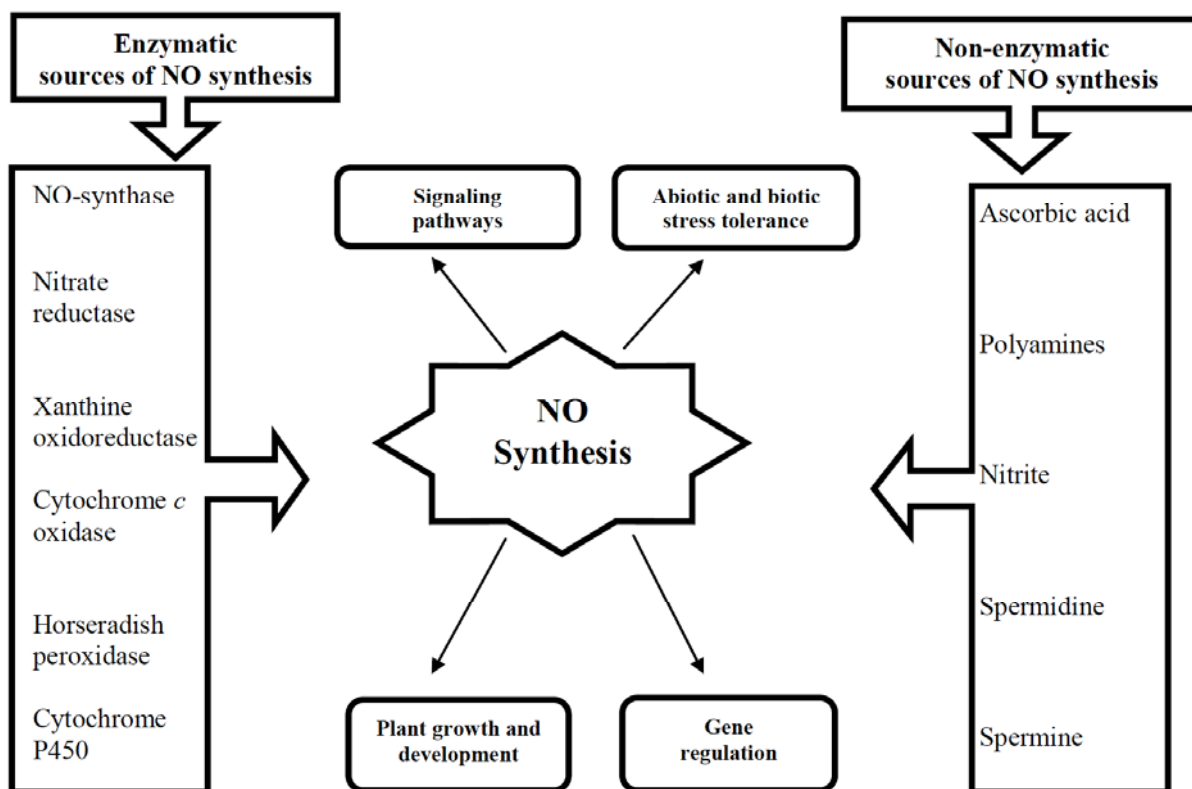 Enzymatic
sources of NO synthesis
Non-enzymatic
sources of NO synthesis
NO-synthase
Nitrate
reductase
Xanthine
oxidoreductase
Cytochrome c
oxidase
Horseradish
peroxidase
Cytochrome
P450
Signaling
pathways
Abiotic and biotic
stress tolerance
NO
Synthesis
Plant growth and
development
Gene
regulation
Ascorbic acid
Polyamines
Nitrite
Spermidine
Spermine